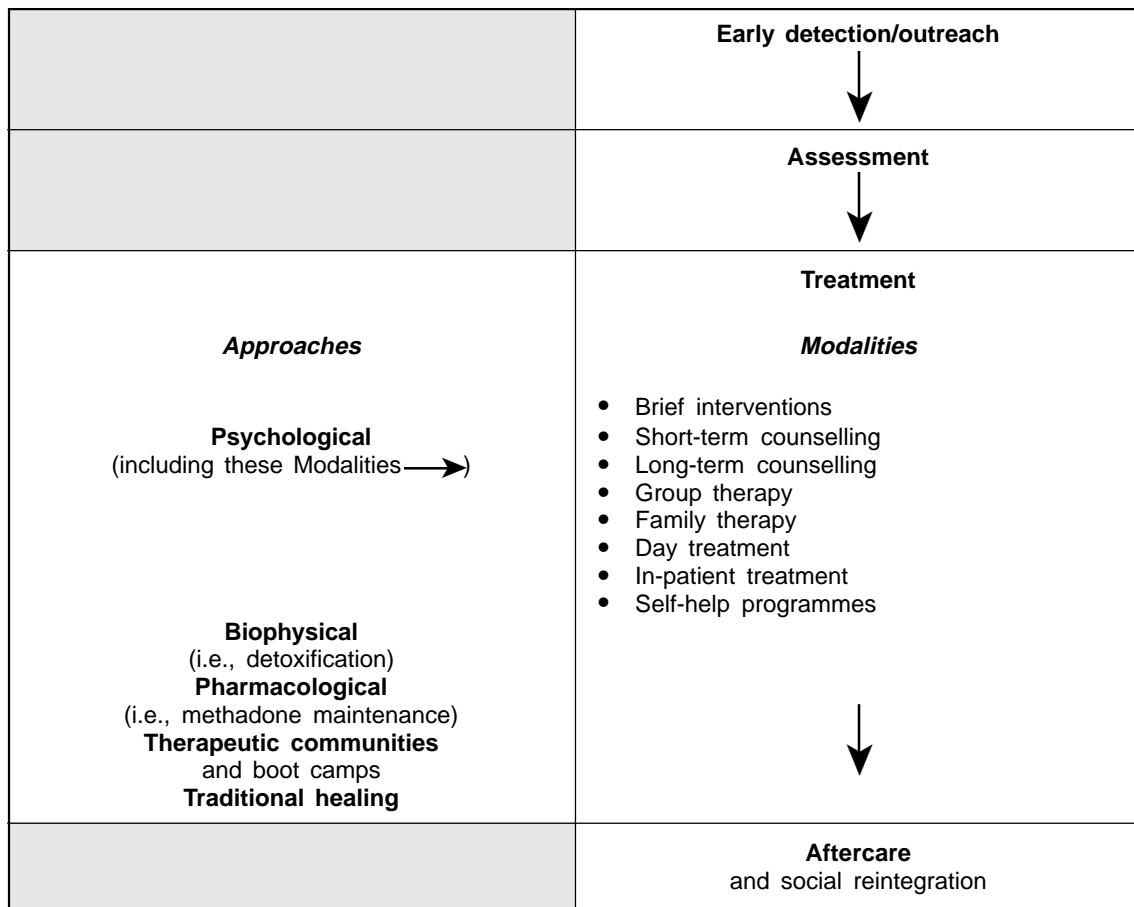 Early detection/outreach
Assessment
Treatment
Approaches
Modalities
Psychological
(including these Modalities )
• Brief interventions
• Short-term counselling
• Long-term counselling
• Group therapy
• Family therapy
• Day treatment
• In-patient treatment
• Self-help programmes
Biophysical
(i.e., detoxification)
Pharmacological
(i.e., methadone maintenance)
Therapeutic communities
and boot camps
Traditional healing
Aftercare
and social reintegration